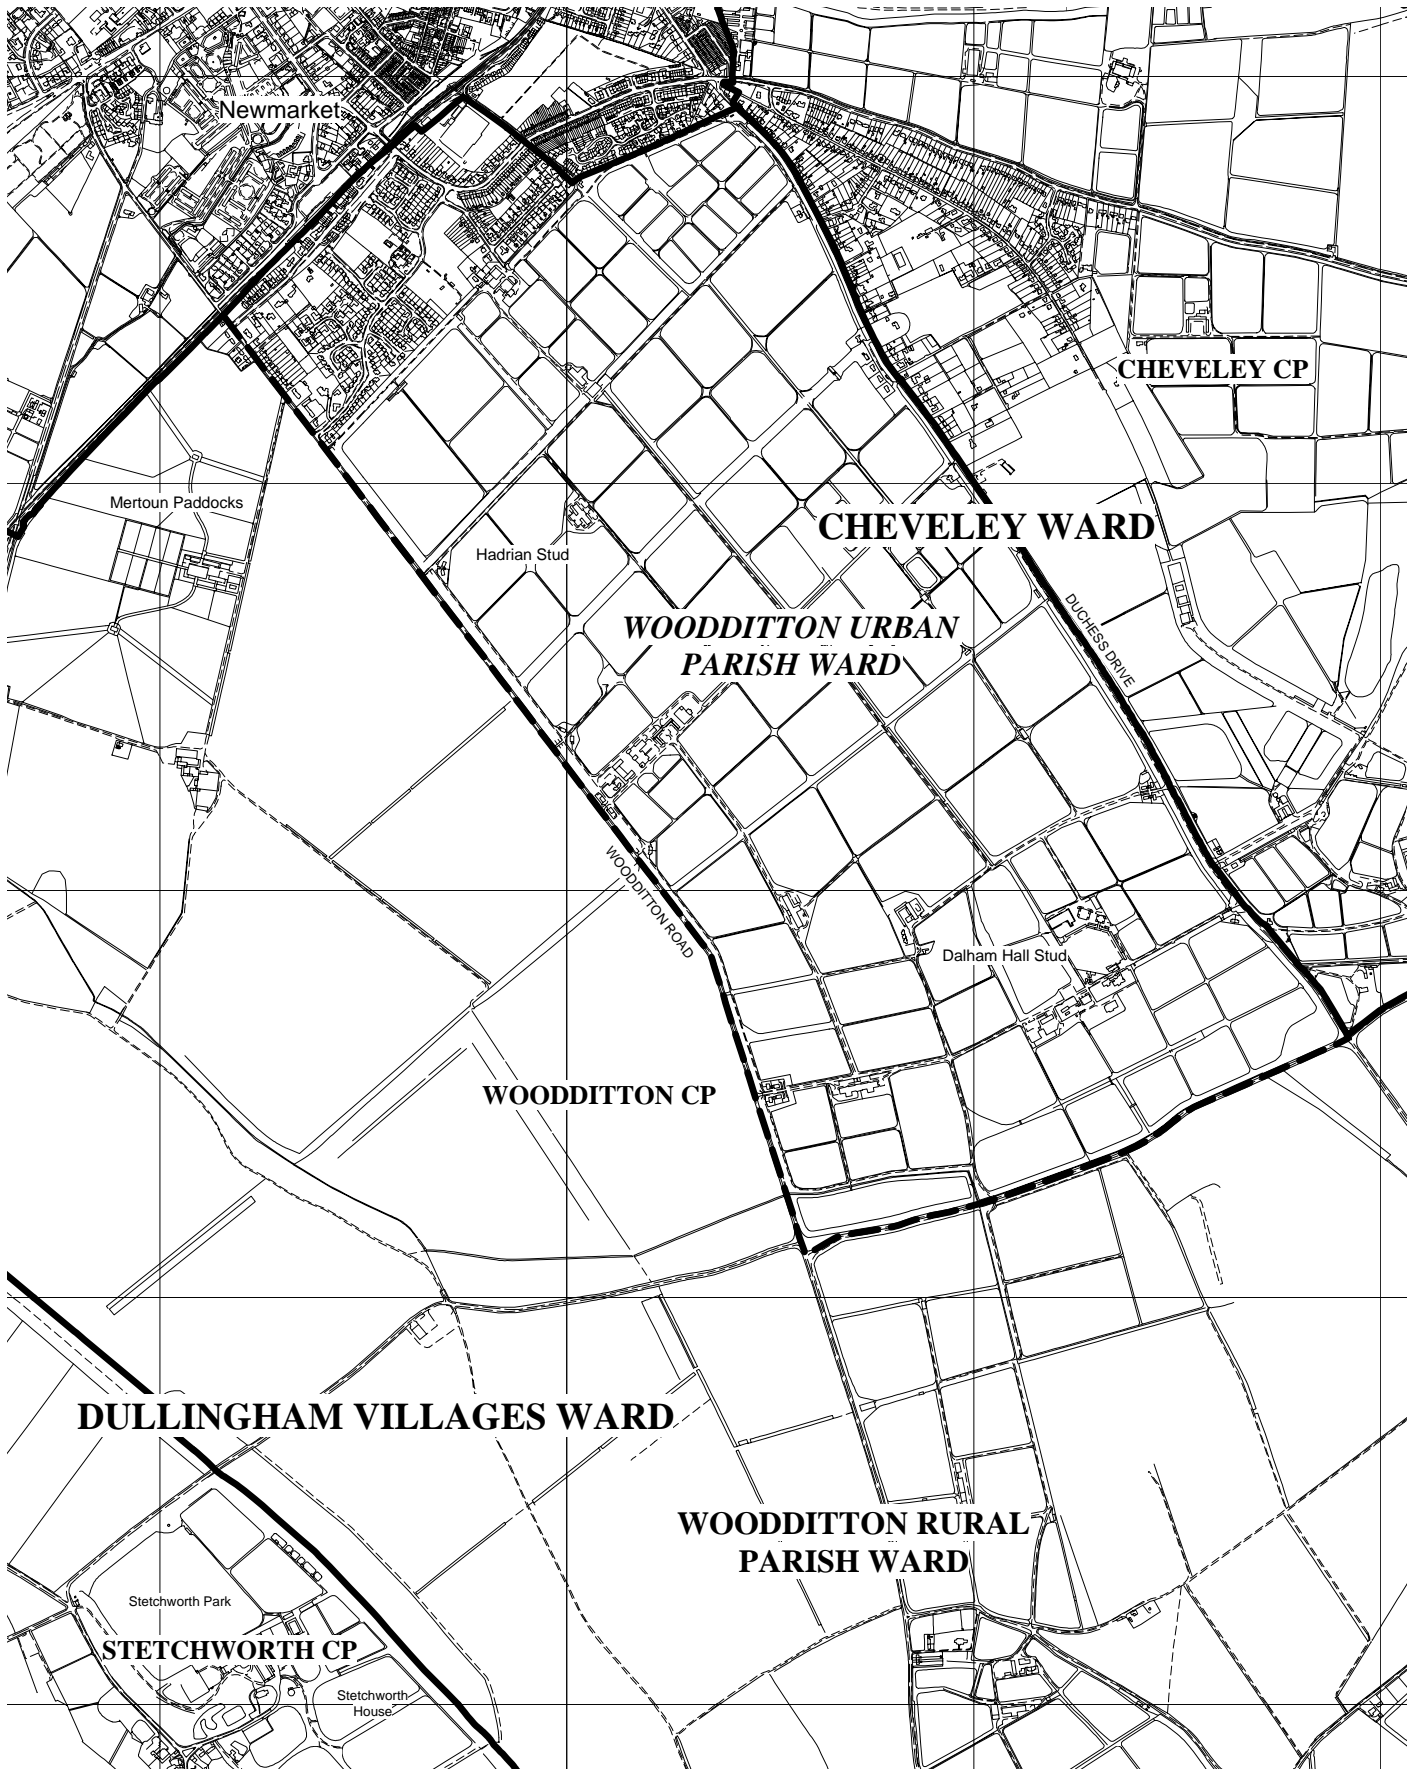 Newmarket
CHEVELEY CP
Mertoun Paddocks
CHEVELEY WARD
Hadrian Stud
DUCHESS DRIVE
WOODDITTON URBAN
PARISH WARD
WOODDITTON ROAD
Dalham Hall Stud
WOODDITTON CP
DULLINGHAM VILLAGES WARD
WOODDITTON RURAL
PARISH WARD
Stetchworth Park
STETCHWORTH CP
Stetchworth
House